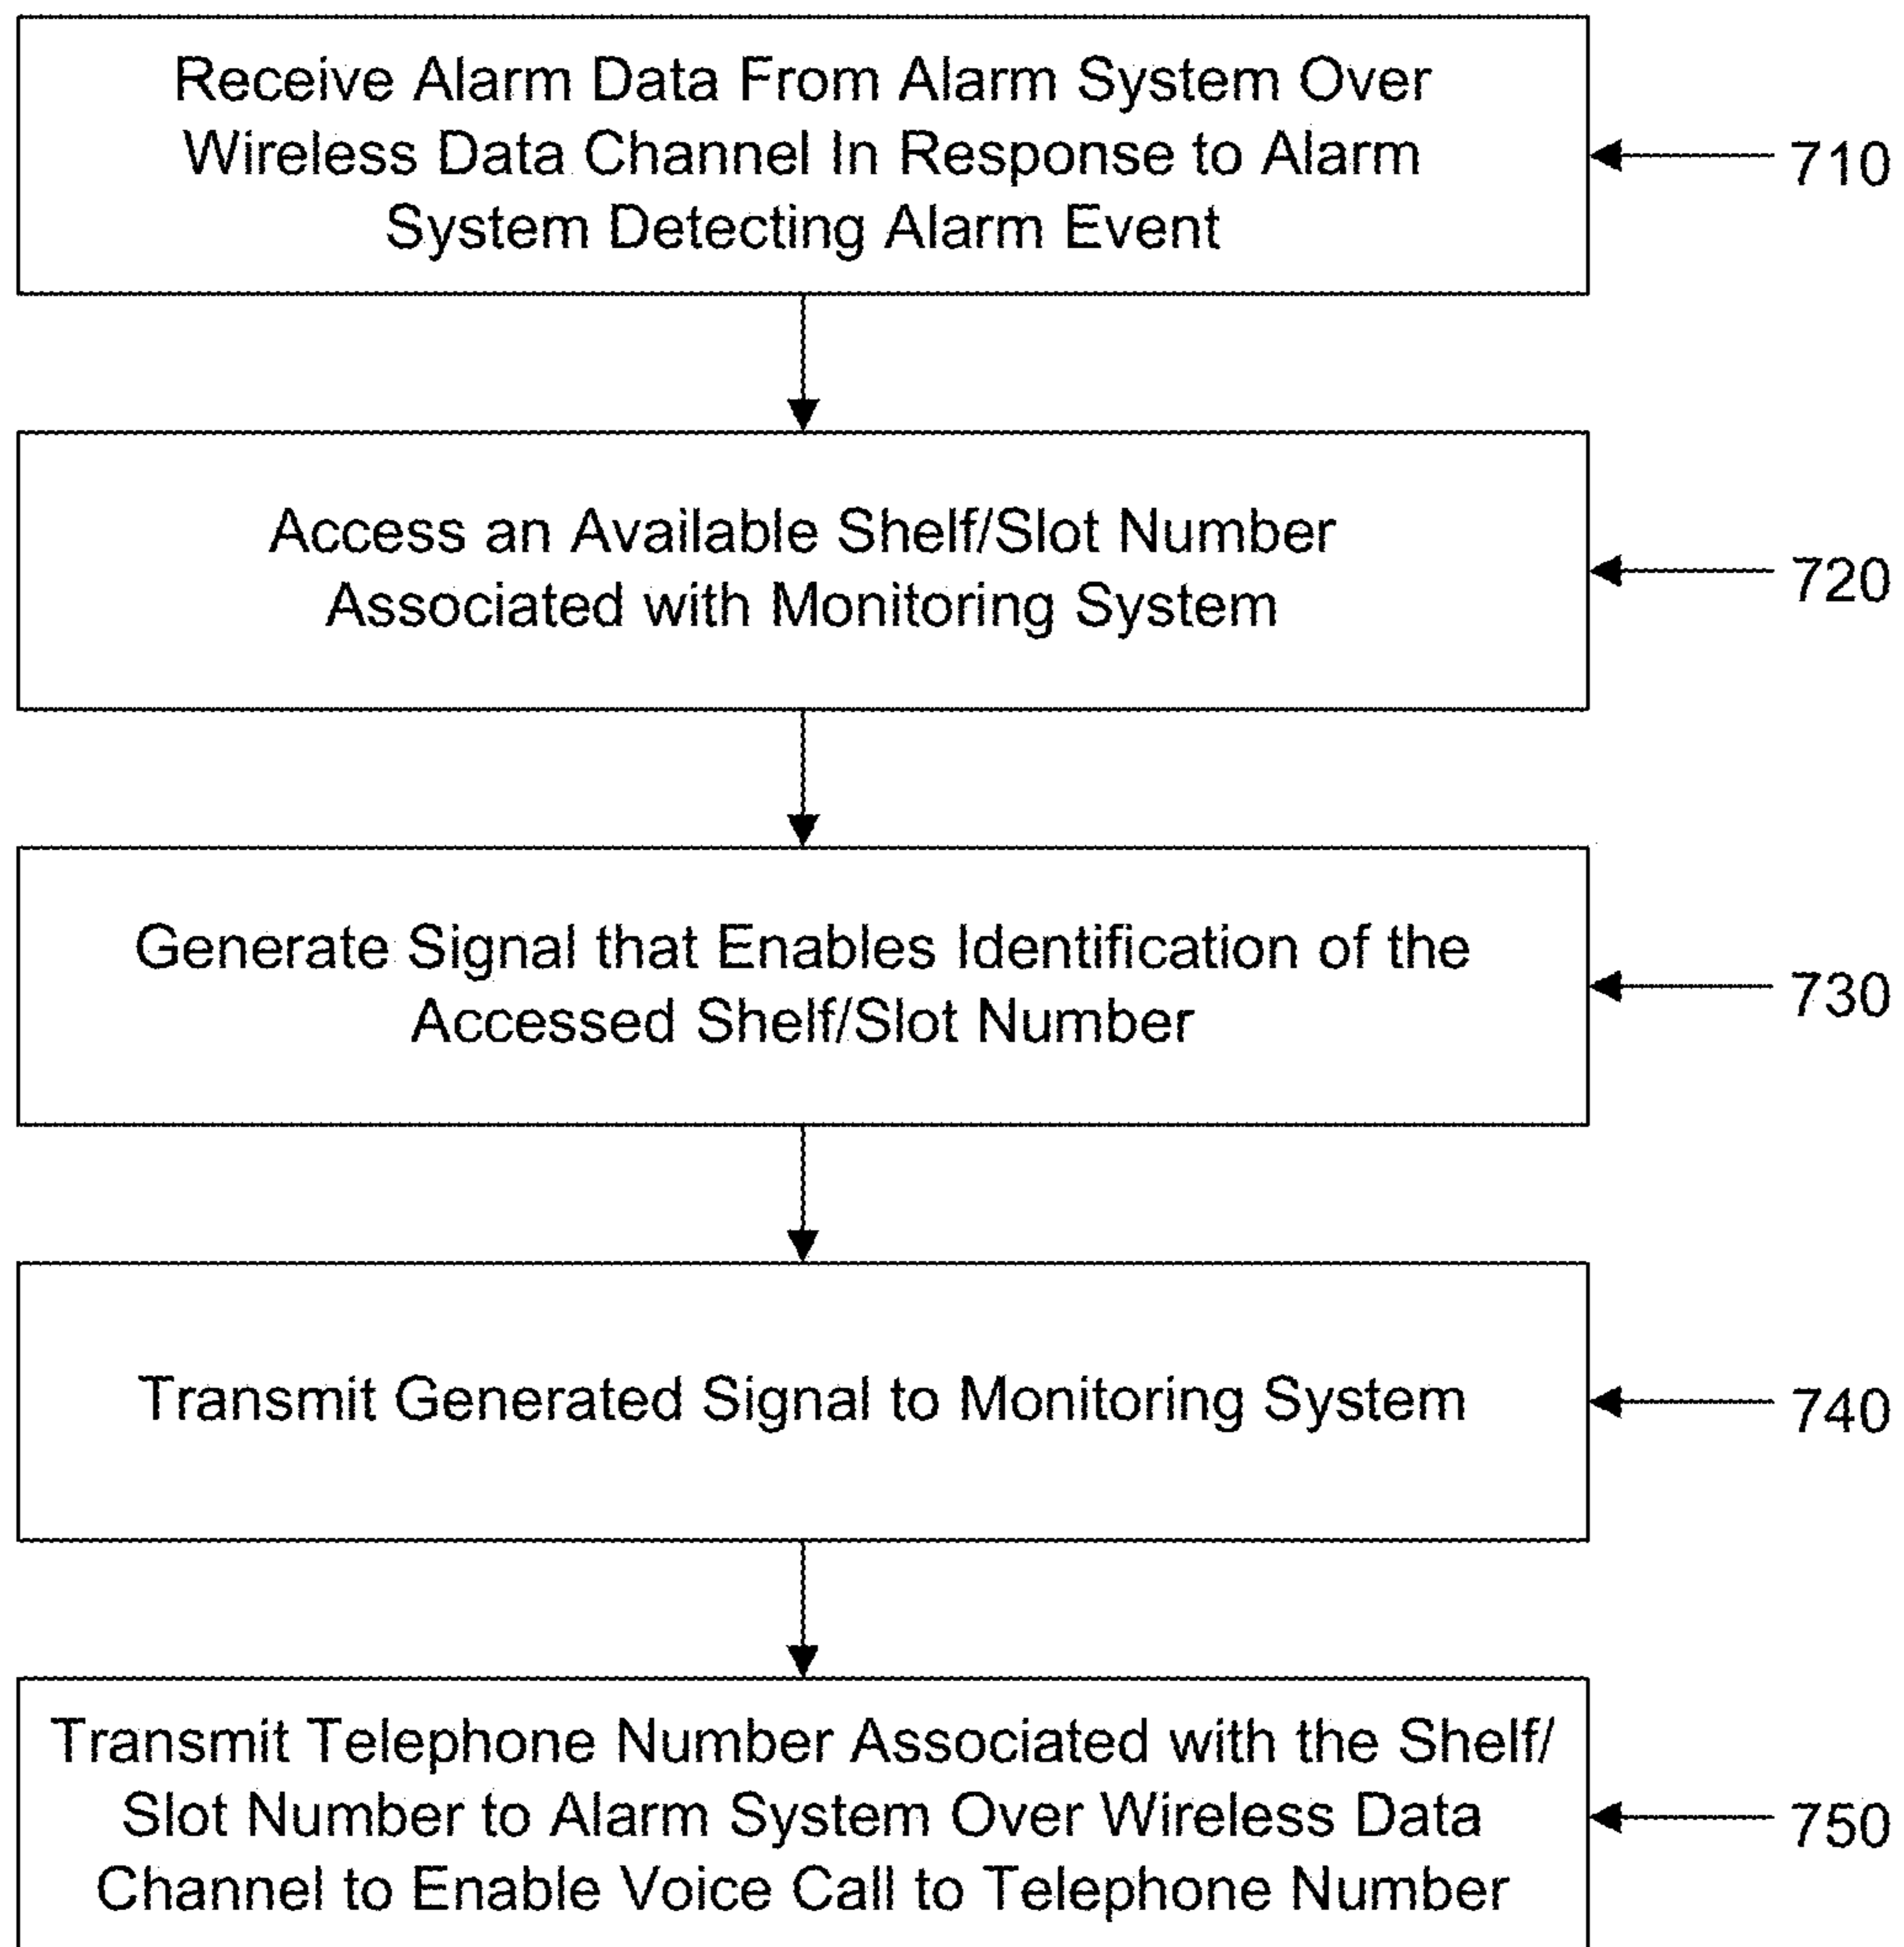 Receive Alarm Data From Alarm System Over
Wireless Data Channel In Response to Alarm
System Detecting Alarm Event
710
Access an Available Shelf/Slot Number
Associated with Monitoring System
720
Generate Signal that Enables Identification of the
Accessed Shelf/Slot Number
730
Transmit Generated Signal to Monitoring System
740
Transmit Telephone Number Associated with the Shelf/
Slot Number to Alarm System Over Wireless Data
Channel to Enable Voice Call to Telephone Number
750